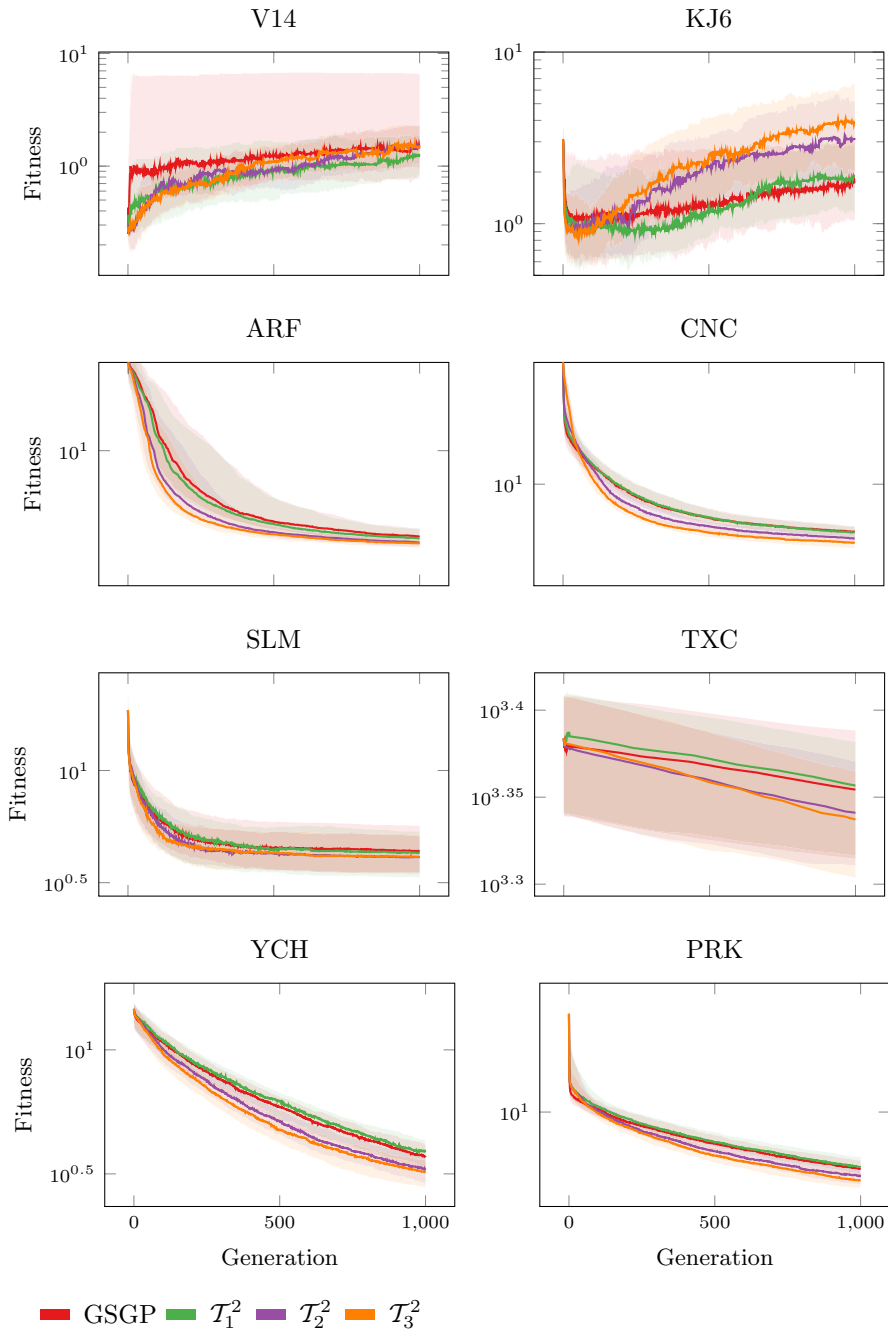 V14
KJ6
10^1
10^0
Fitness
10^1
10^0
ARF
CNC
10^1
Fitness
10^1
SLM
TXC
10^1
10^0.5
Fitness
10^3.4
10^3.35
10^3.3
YCH
PRK
10^1
10^0.5
Fitness
10^1
0 500 1,000
0 500 1,000
Generation
Generation
GSGP 𝒯_1^2 𝒯_2^2 𝒯_3^2